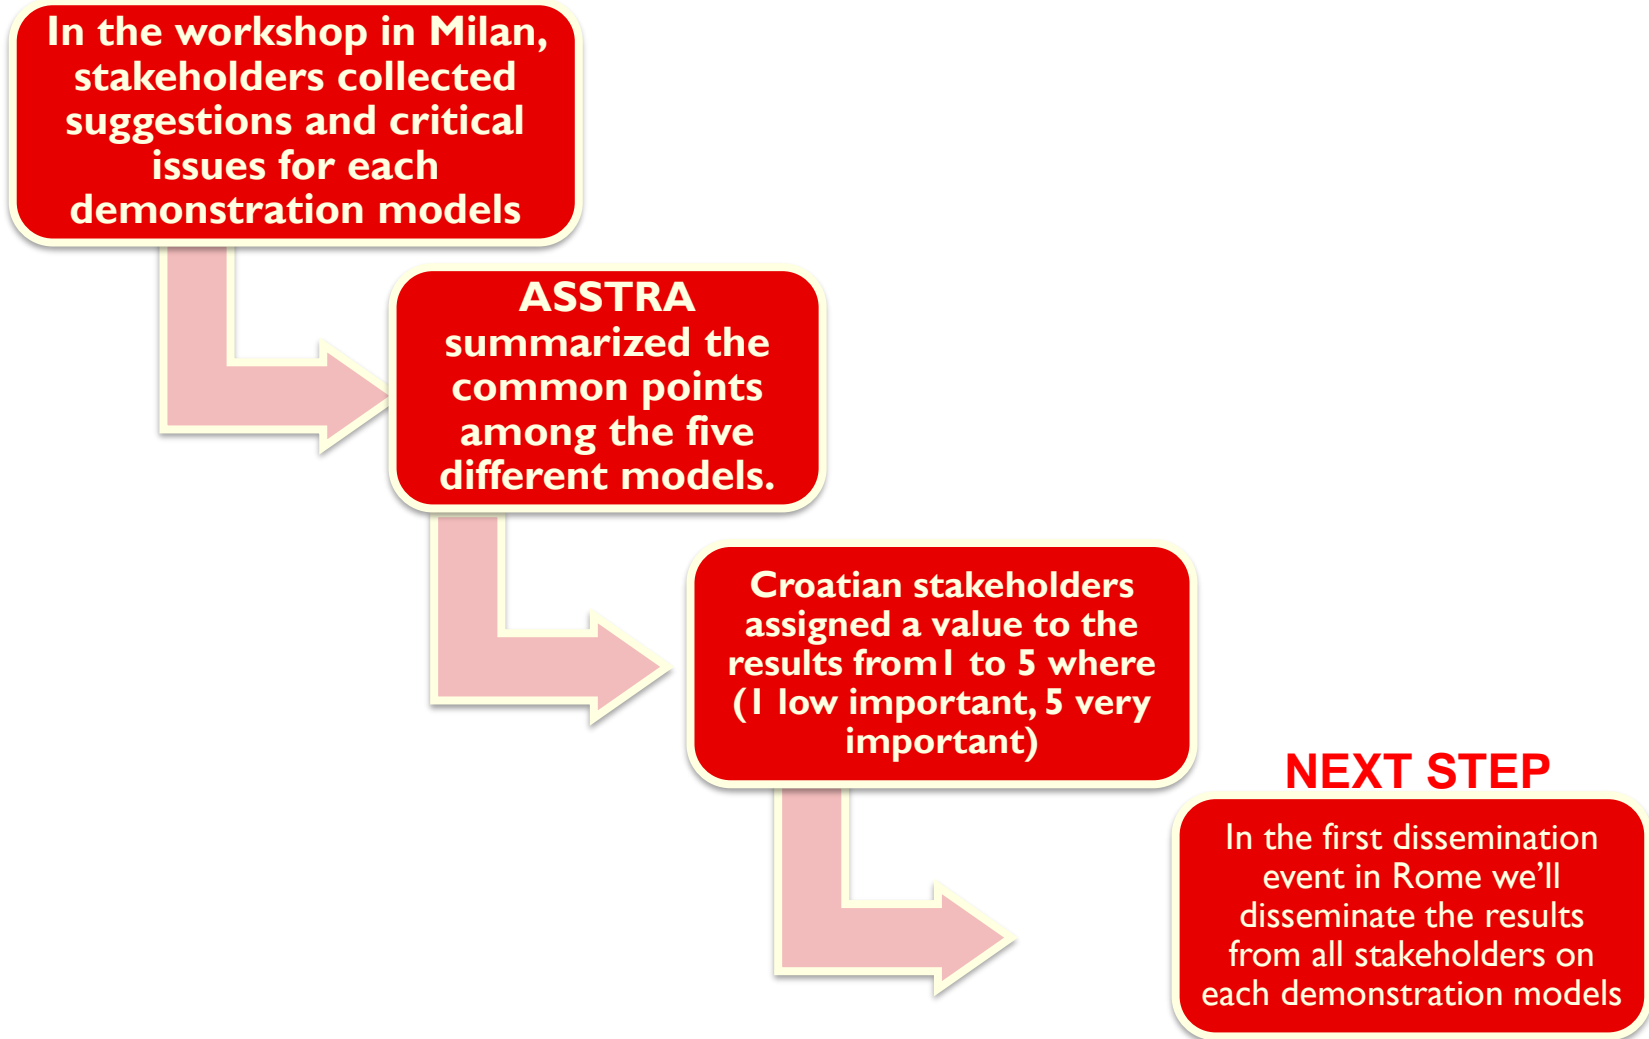 In the workshop in Milan,
stakeholders collected
suggestions and critical
issues for each
demonstration models
ASSTRA
summarized the
common points
among the five
different models.
Croatian stakeholders
assigned a value to the
results from1 to 5 where
(1 low important, 5 very
important)
NEXT STEP
In the first dissemination
event in Rome we’ll
disseminate the results
from all stakeholders on
each demonstration models